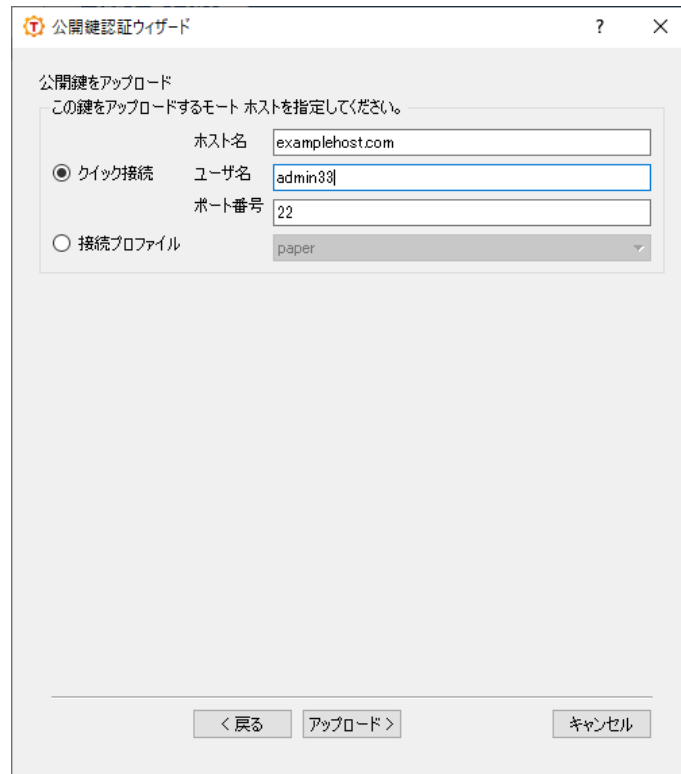 公開鍵認証ウィザード
公開鍵をアップロード
この鍵をアップロードするモート ホストを指定してください。
ホスト名 examplehost.com
クイック接続 ユーザ名 admin33
ポート番号 22
接続プロファイル paper
< 戻る アップロード > キャンセル